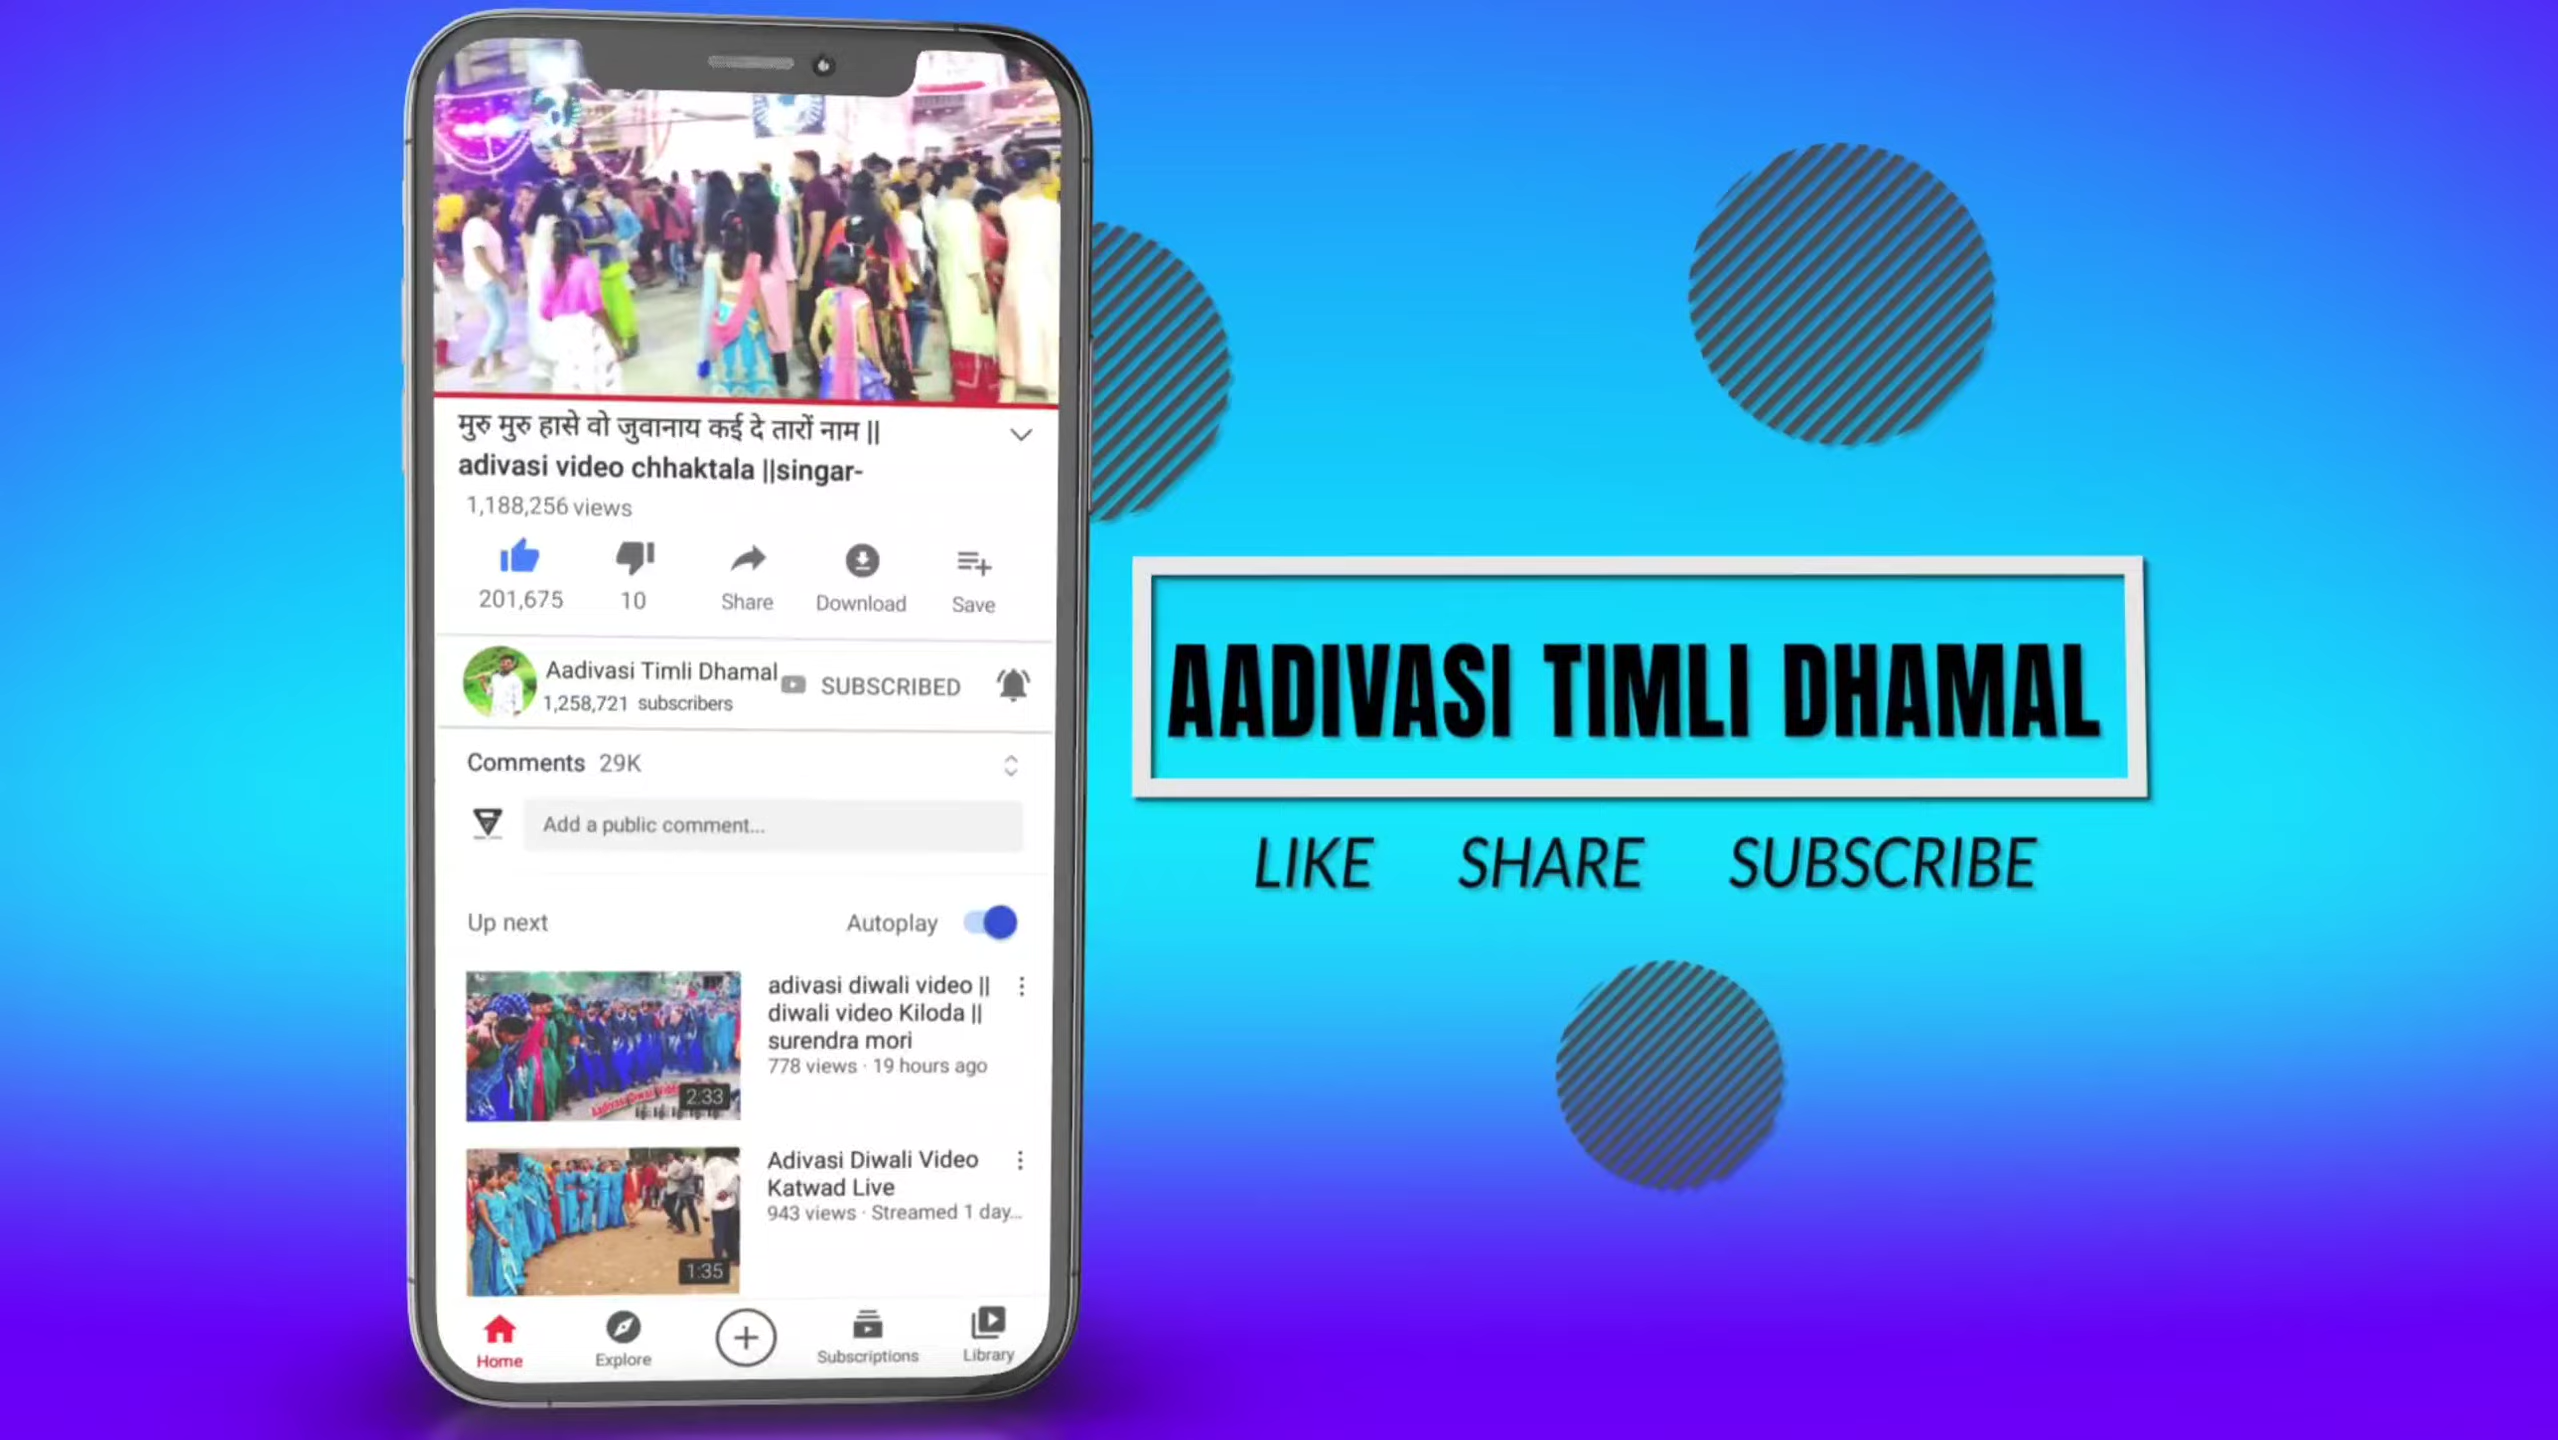 मुरु मुरु हासे वो जुवानाय कई दे तारों नाम ||
adivasi video chhaktala ||singar-
1,188,256 views
201,675
10
Share
Download
Save
Aadivasi Timli Dhamal
SUBSCRIBED
1,258,721 subscribers
Comments 29K
Add a public comment...
Up next
Autoplay
adivasi diwali video ||
diwali video Kiloda ||
surendra mori
778 views · 19 hours ago
2:33
Adivasi Diwali Video
Katwad Live
943 views · Streamed 1 day...
1:35
Home
Explore
Subscriptions
Library
AADIVASI TIMLI DHAMAL
LIKE SHARE SUBSCRIBE